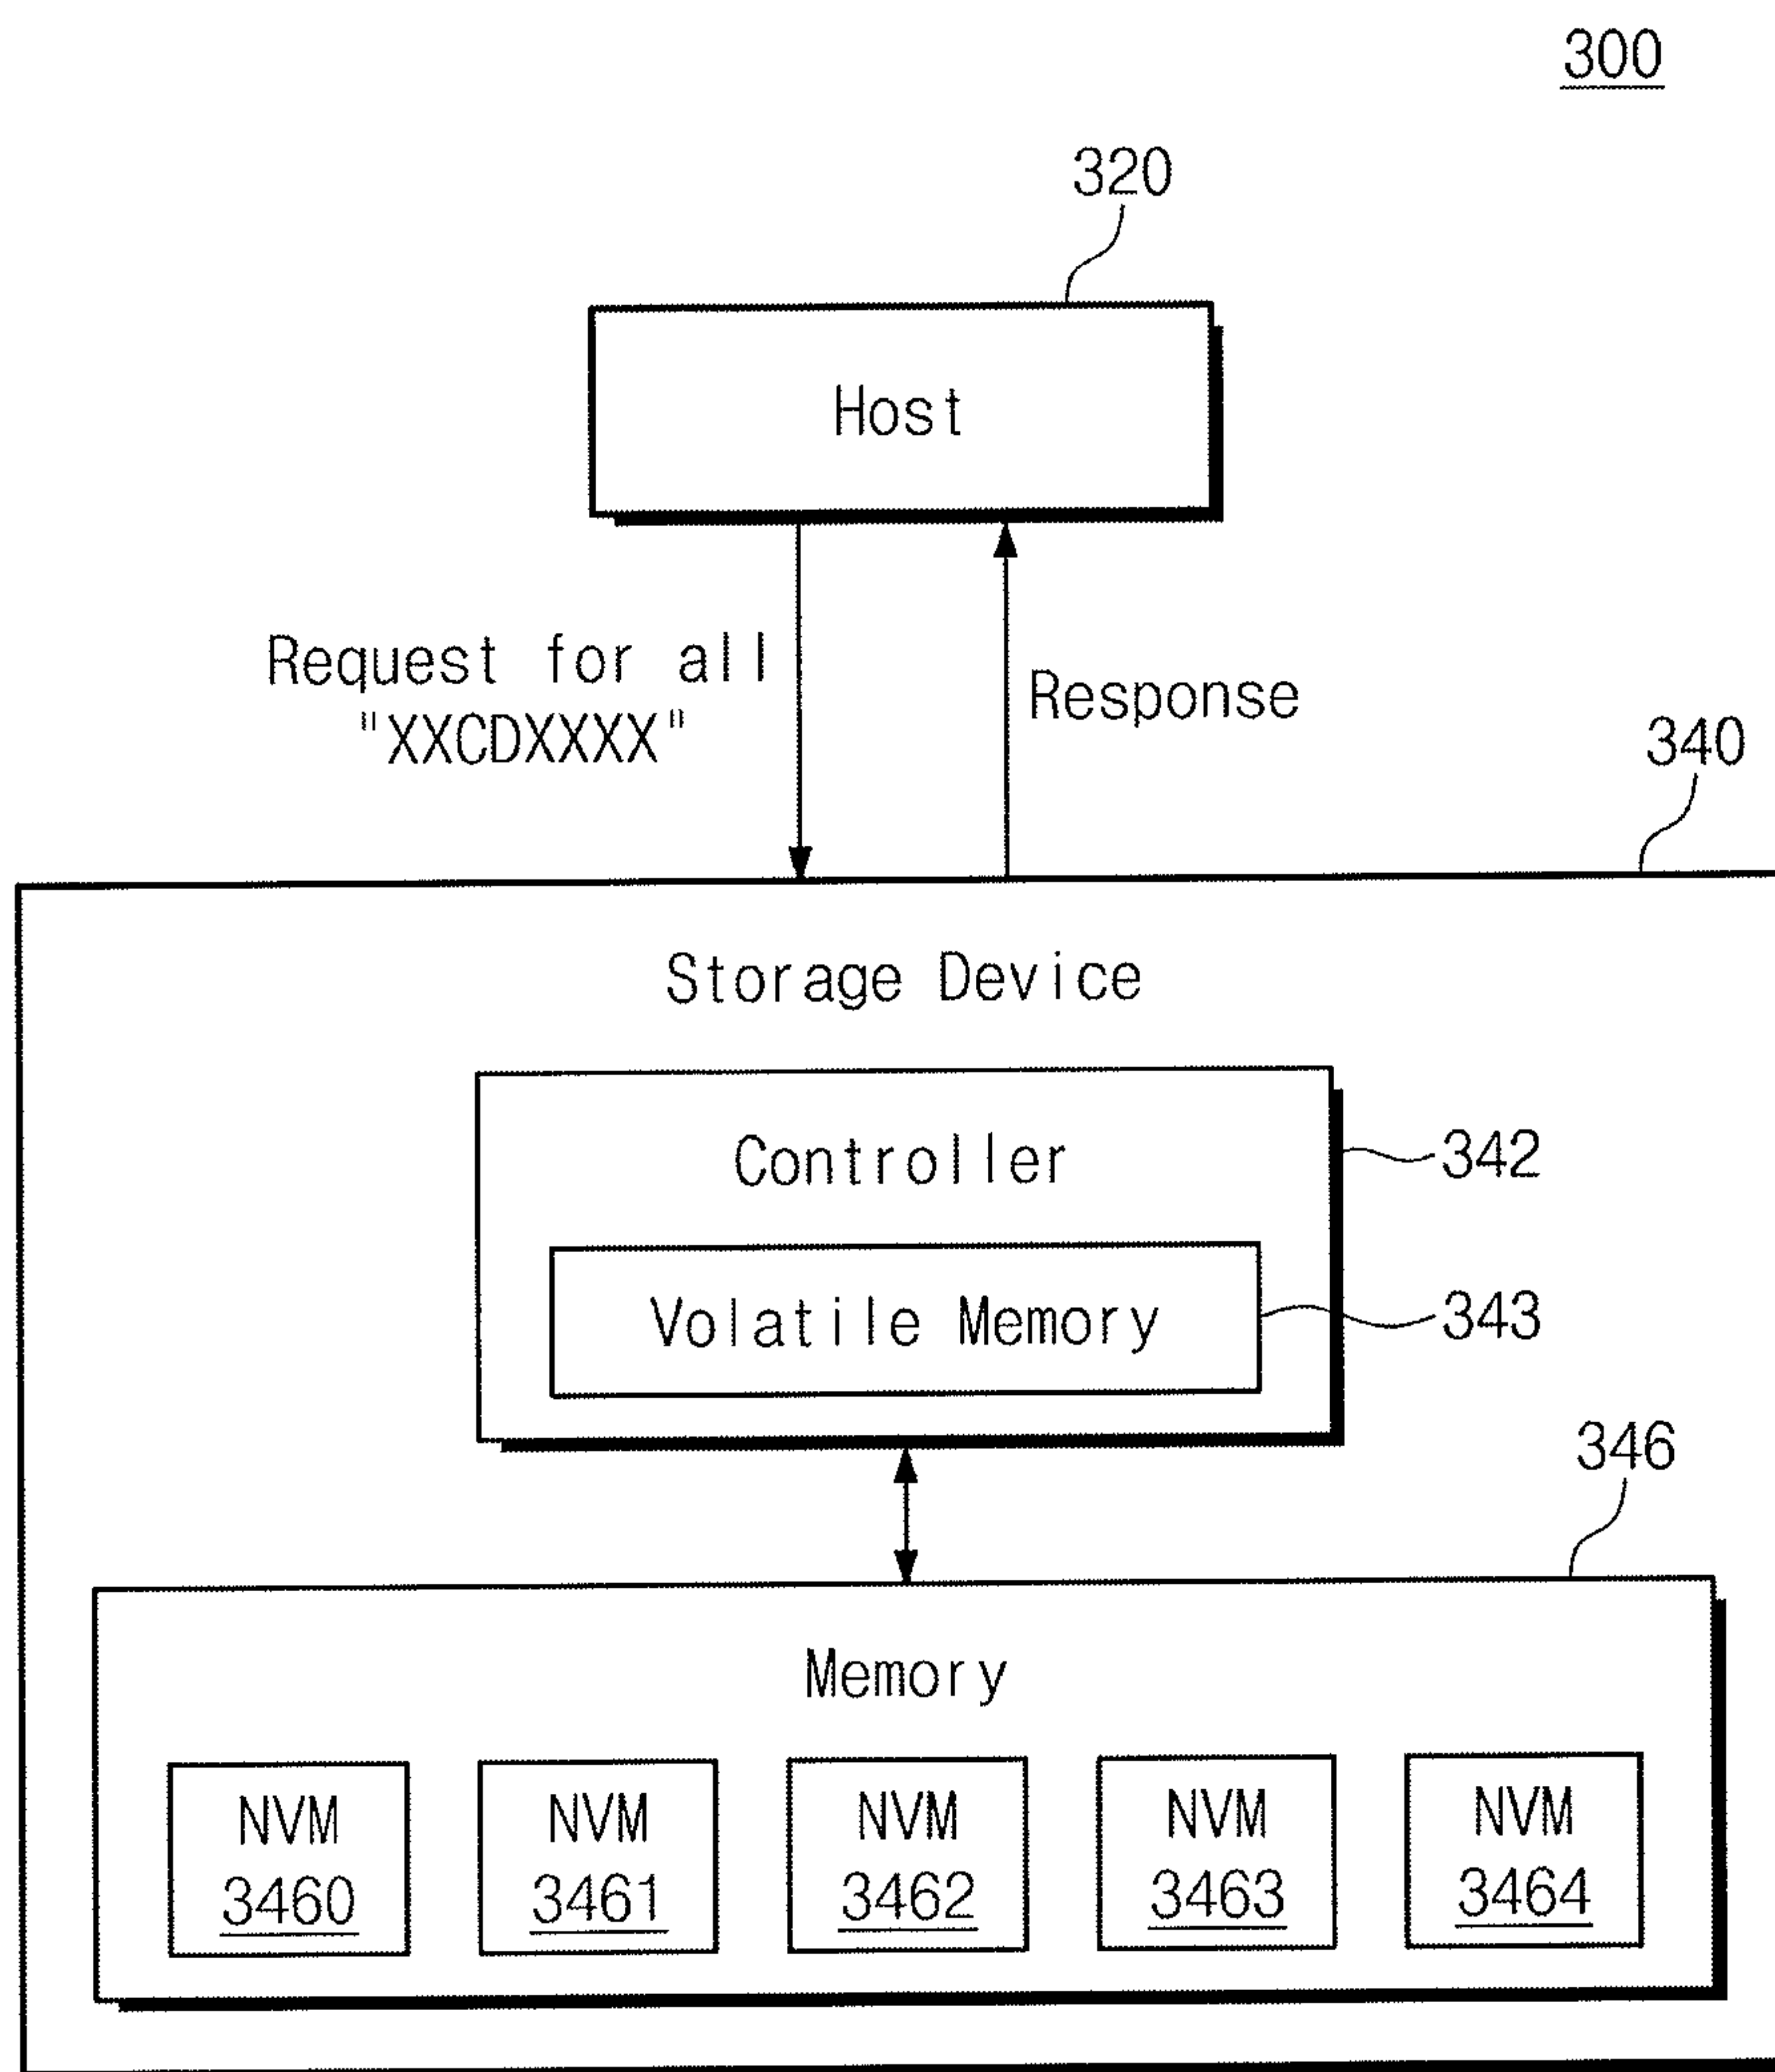 300
320
Host
Request for all
"XXCDXXXX"
Response
340
Storage Device
Controller
342
Volatile Memory
343
346
Memory
NVM
3460
NVM
3461
NVM
3462
NVM
3463
NVM
3464